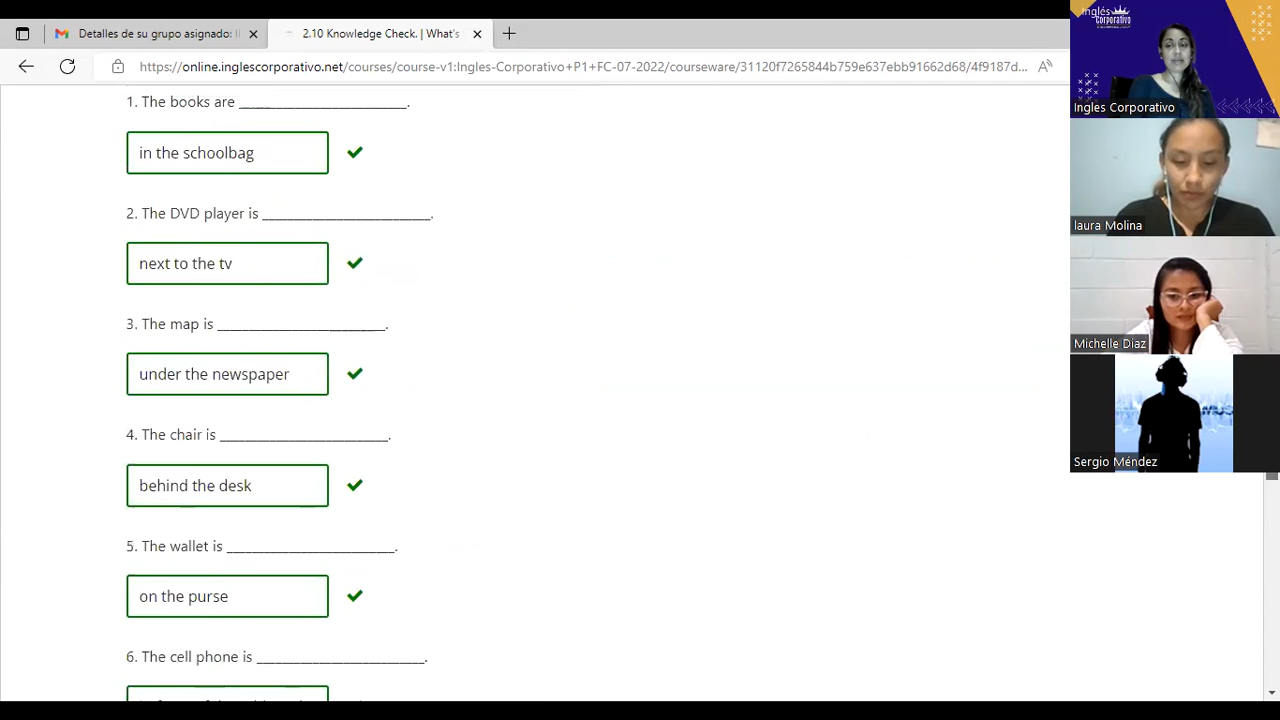 Detalles de su grupo asignado: I
2.10 Knowledge Check. | What's
https://online.inglescorporativo.net/courses/course-v1:Ingles-Corporativo+P1+FC-07-2022/courseware/31120f7265844b759e637ebb91662d68/4f9187d...
1. The books are ______________________.
in the schoolbag
2. The DVD player is ______________________.
next to the tv
3. The map is ______________________.
under the newspaper
4. The chair is ______________________.
behind the desk
5. The wallet is ______________________.
on the purse
6. The cell phone is ______________________.
Inglés
Corporativo
Ingles Corporativo
laura Molina
Michelle Diaz
Sergio Méndez